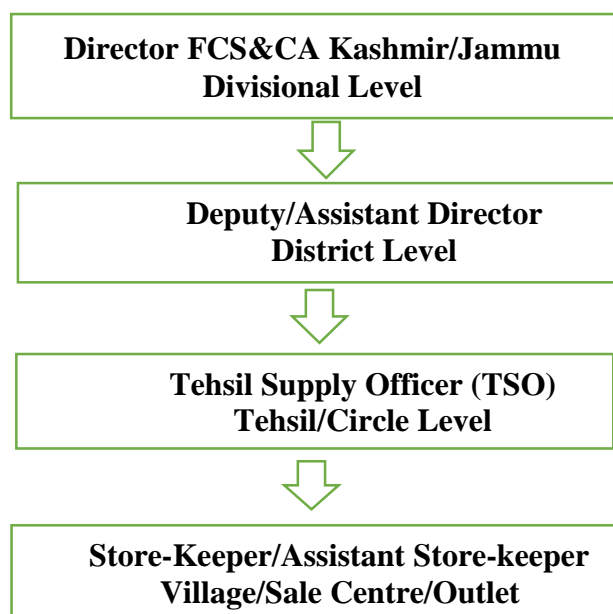 Director FCS&CA Kashmir/Jammu
Divisional Level
Deputy/Assistant Director
District Level
Tehsil Supply Officer (TSO)
Tehsil/Circle Level
Store-Keeper/Assistant Store-keeper
Village/Sale Centre/Outlet